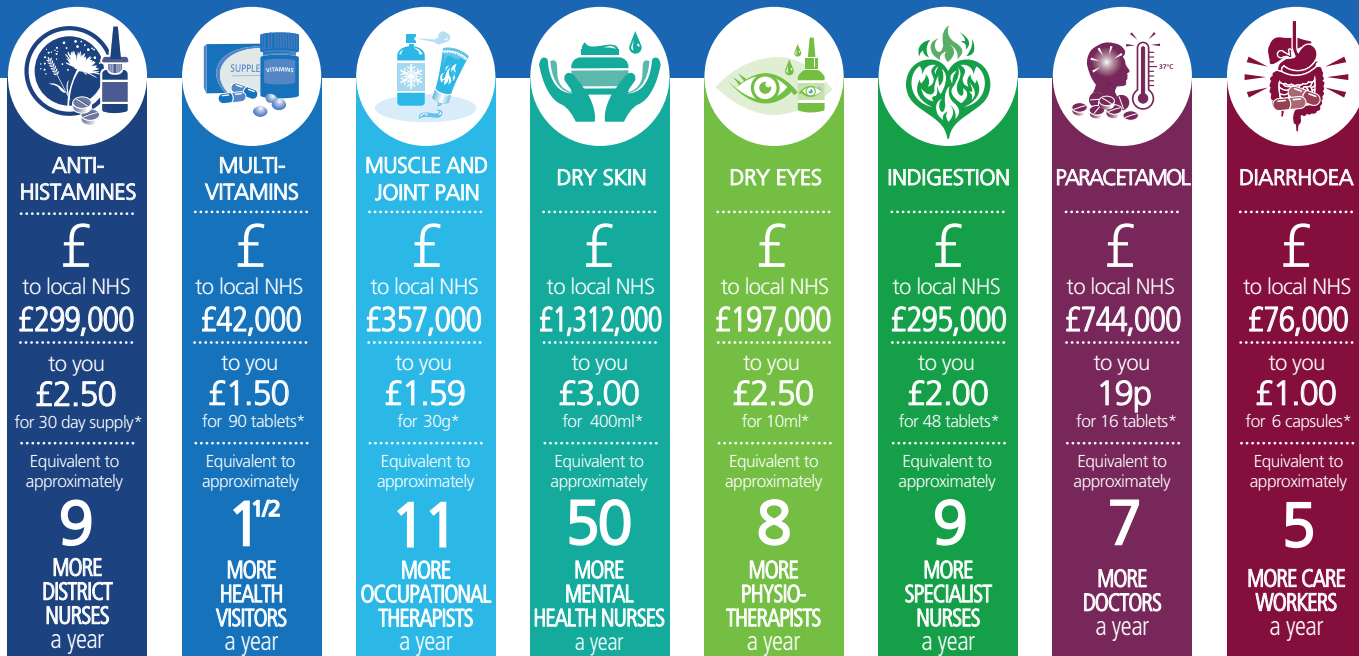 SUPPLE
VITAMINS
37°C
ANTI-
HISTAMINES
£
to local NHS
£299,000
to you
£2.50
for 30 day supply*
Equivalent to
approximately
9
MORE
DISTRICT
NURSES
a year
MULTI-
VITAMINS
£
to local NHS
£42,000
to you
£1.50
for 90 tablets*
Equivalent to
approximately
1 1/2
MORE
HEALTH
VISITORS
a year
MUSCLE AND
JOINT PAIN
£
to local NHS
£357,000
to you
£1.59
for 30g*
Equivalent to
approximately
11
MORE
OCCUPATIONAL
THERAPISTS
a year
DRY SKIN
£
to local NHS
£1,312,000
to you
£3.00
for 400ml*
Equivalent to
approximately
50
MORE
MENTAL
HEALTH NURSES
a year
DRY EYES
£
to local NHS
£197,000
to you
£2.50
for 10ml*
Equivalent to
approximately
8
MORE
PHYSIO-
THERAPISTS
a year
INDIGESTION
£
to local NHS
£295,000
to you
£2.00
for 48 tablets*
Equivalent to
approximately
9
MORE
SPECIALIST
NURSES
a year
PARACETAMOL
£
to local NHS
£744,000
to you
19p
for 16 tablets*
Equivalent to
approximately
7
MORE
DOCTORS
a year
DIARRHOEA
£
to local NHS
£76,000
to you
£1.00
for 6 capsules*
Equivalent to
approximately
5
MORE CARE
WORKERS
a year